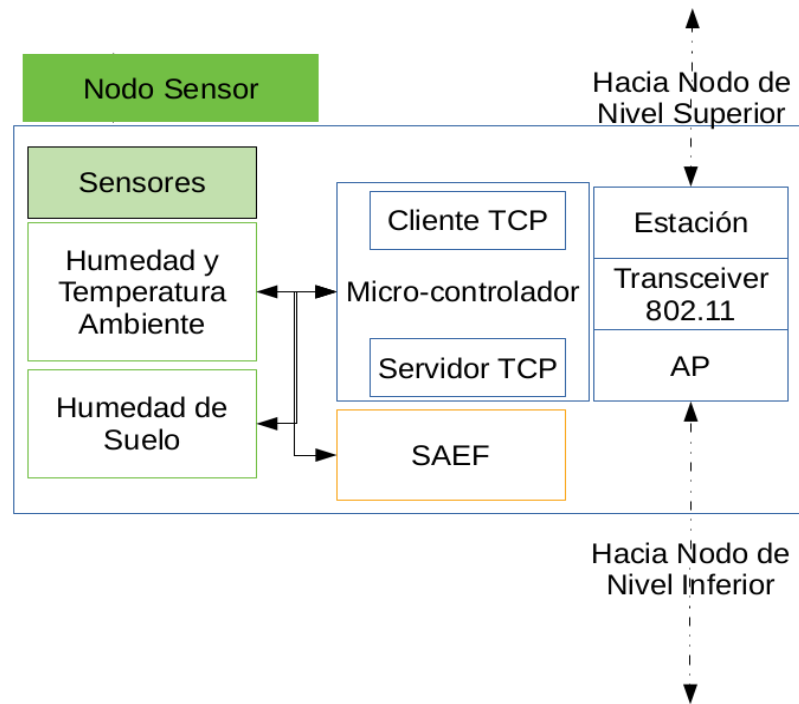 Nodo Sensor
Hacia Nodo de
Nivel Superior
Sensores
Humedad y
Temperatura
Ambiente
Humedad de
Suelo
Cliente TCP
Micro-controlador
Servidor TCP
SAEF
Estación
Transceiver
802.11
AP
Hacia Nodo de
Nivel Inferior